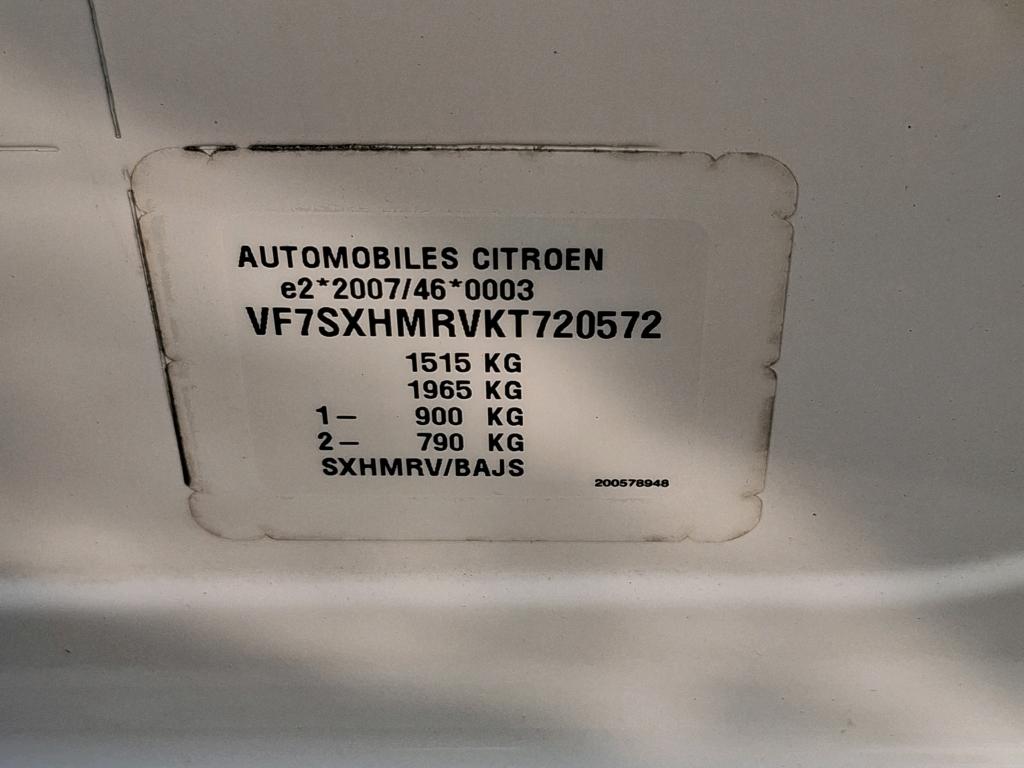 AUTOMOBILES CITROEN
e2*2007/46*0003
VF7SXHMRVKT720572
1515 KG
1965 KG
1— 900 KG
2— 790 KG
SXHMRV/BAJS
200578948